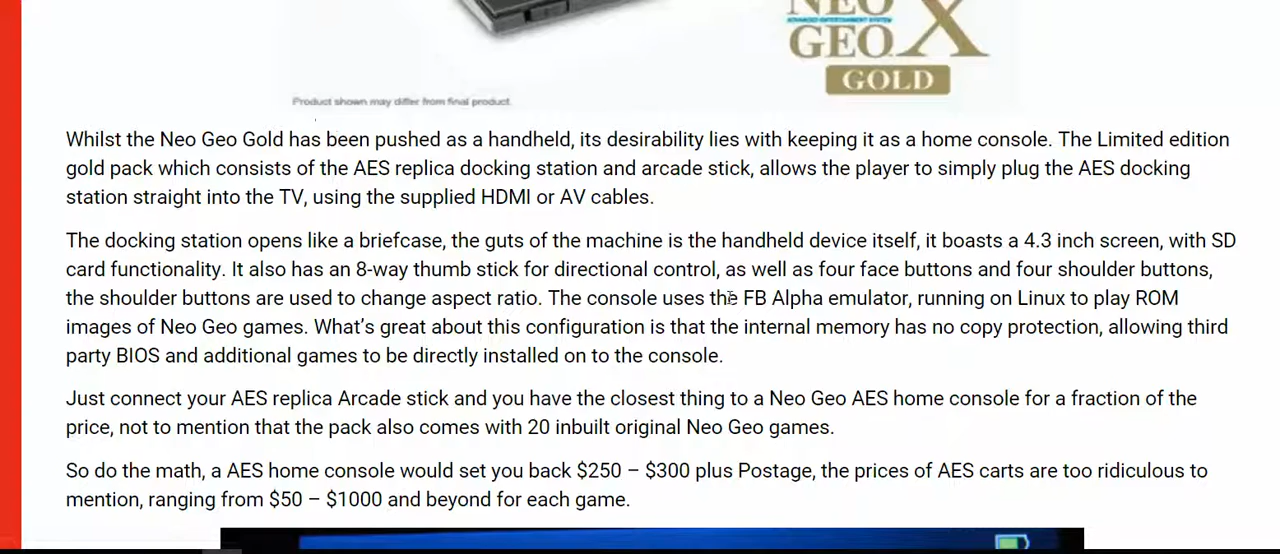 NEO
ADVANCED ENTERTAINMENT SYSTEM
GEO X
GOLD
Product shown may differ from final product
Whilst the Neo Geo Gold has been pushed as a handheld, its desirability lies with keeping it as a home console. The Limited edition
gold pack which consists of the AES replica docking station and arcade stick, allows the player to simply plug the AES docking
station straight into the TV, using the supplied HDMI or AV cables.
The docking station opens like a briefcase, the guts of the machine is the handheld device itself, it boasts a 4.3 inch screen, with SD
card functionality. It also has an 8-way thumb stick for directional control, as well as four face buttons and four shoulder buttons,
the shoulder buttons are used to change aspect ratio. The console uses the FB Alpha emulator, running on Linux to play ROM
images of Neo Geo games. What’s great about this configuration is that the internal memory has no copy protection, allowing third
party BIOS and additional games to be directly installed on to the console.
Just connect your AES replica Arcade stick and you have the closest thing to a Neo Geo AES home console for a fraction of the
price, not to mention that the pack also comes with 20 inbuilt original Neo Geo games.
So do the math, a AES home console would set you back $250 – $300 plus Postage, the prices of AES carts are too ridiculous to
mention, ranging from $50 – $1000 and beyond for each game.